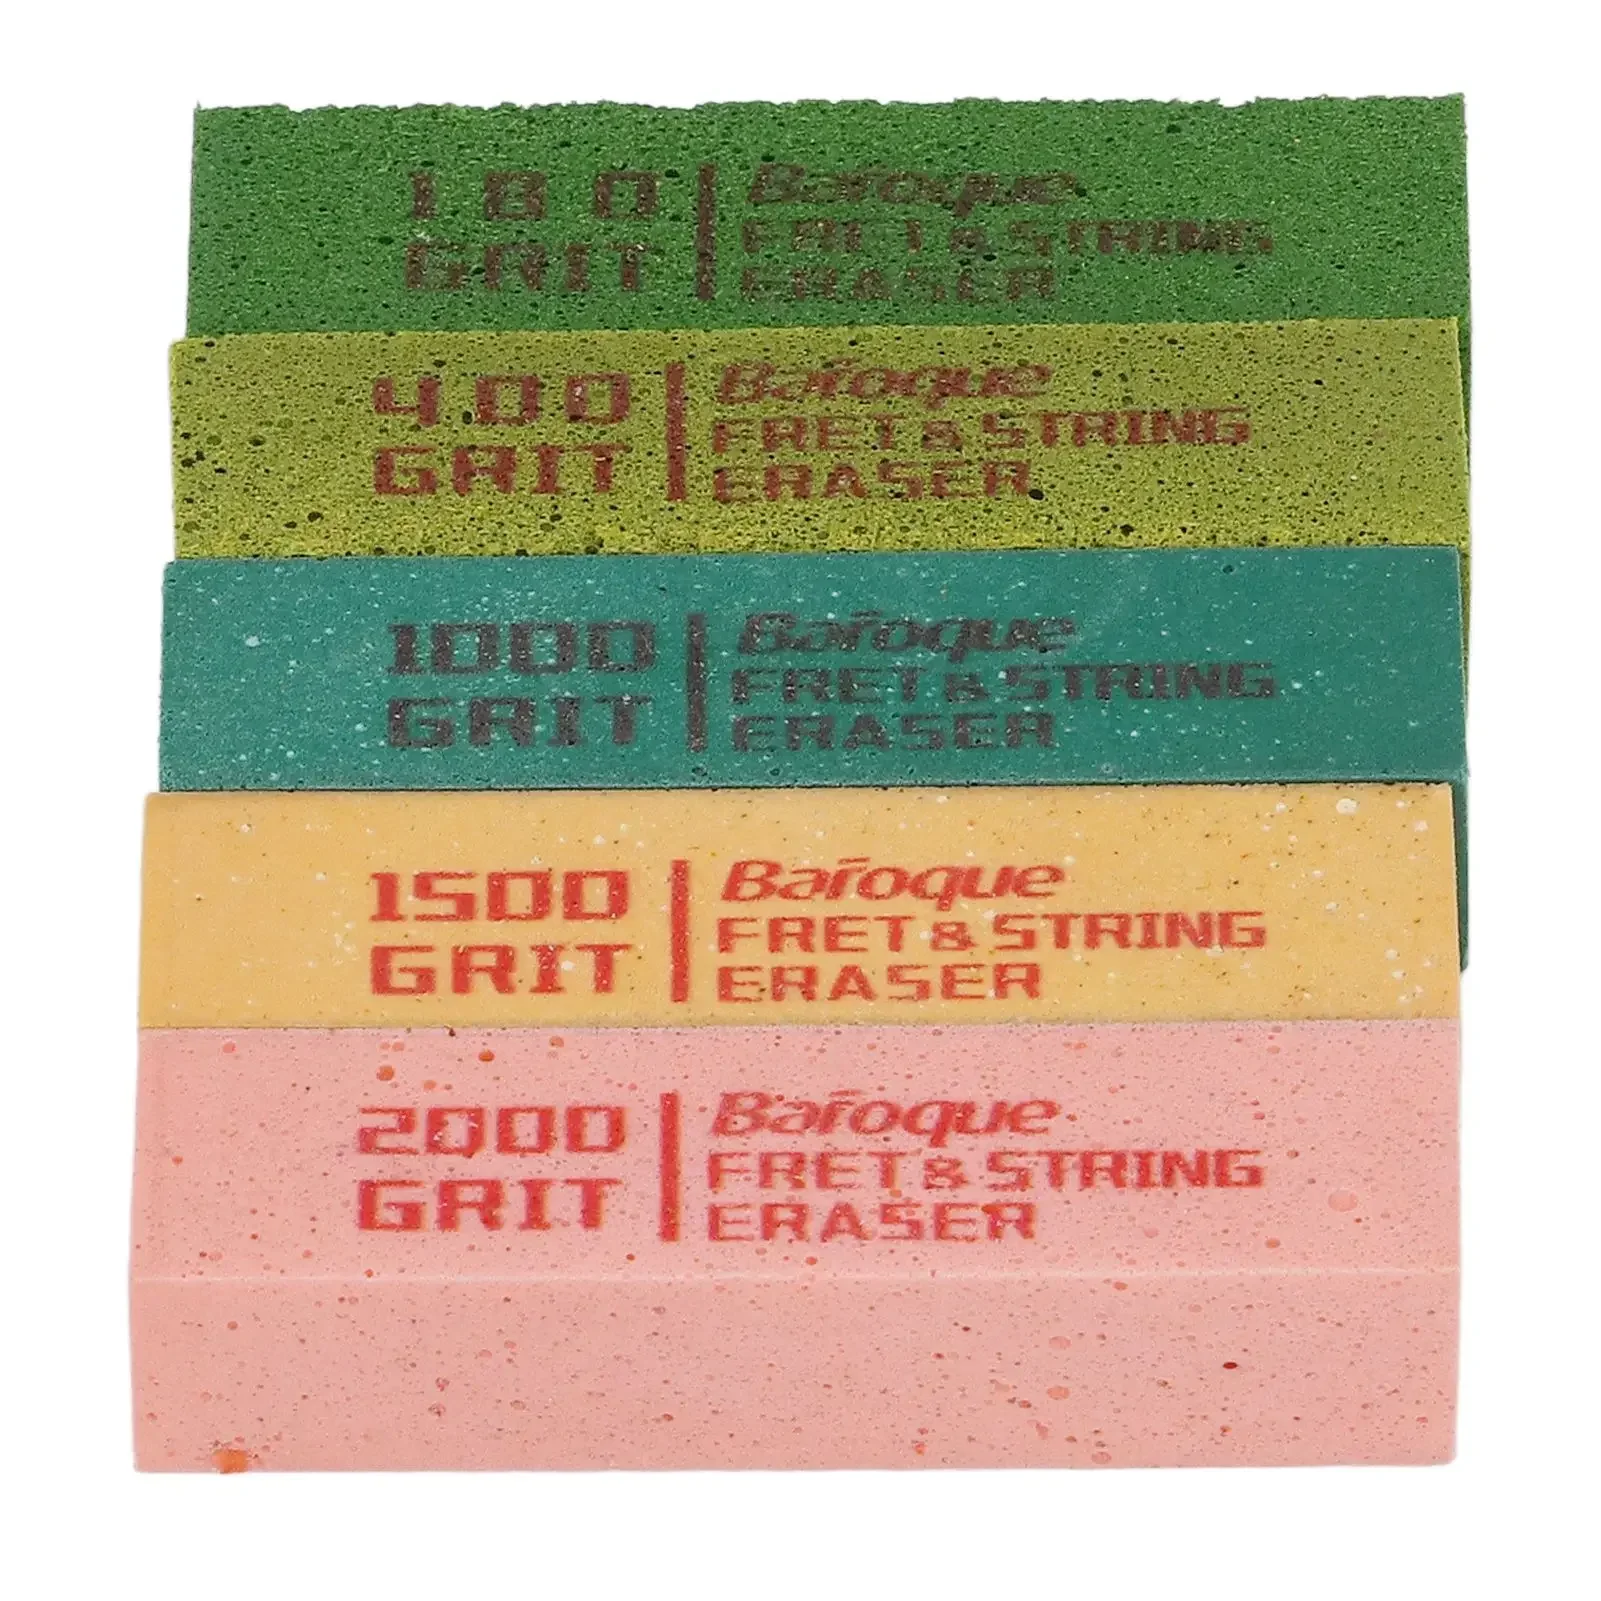 180 Baroque
GRIT FRET & STRING
ERASER
400 Baroque
GRIT FRET & STRING
ERASER
1000 Baroque
GRIT FRET & STRING
ERASER
1500 Baroque
GRIT FRET & STRING
ERASER
2000 Baroque
GRIT FRET & STRING
ERASER